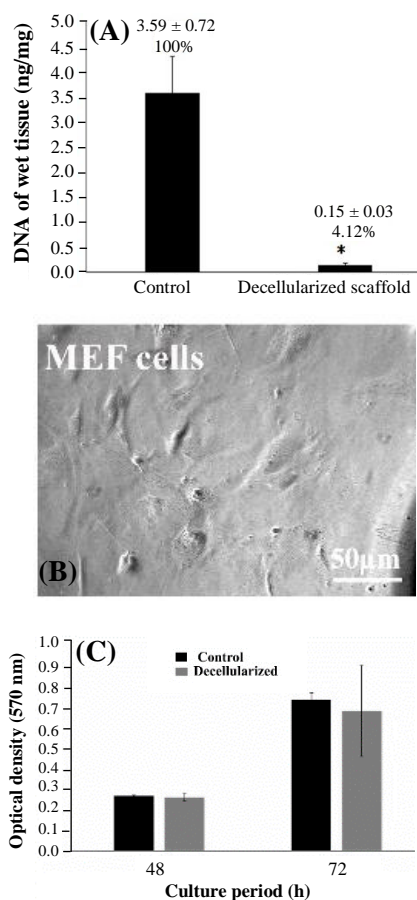 (A)
3.59 ± 0.72
100%
DNA of wet tissue (ng/mg)
5.0
4.5
4.0
3.5
3.0
2.5
2.0
1.5
1.0
0.5
0.0
0.15 ± 0.03
4.12%
*
Control Decellularized scaffold
MEF cells
(B)
50µm
(C)
Control
Decellularized
Optical density (570 nm)
1.0
0.9
0.8
0.7
0.6
0.5
0.4
0.3
0.2
0.1
0.0
48 72
Culture period (h)